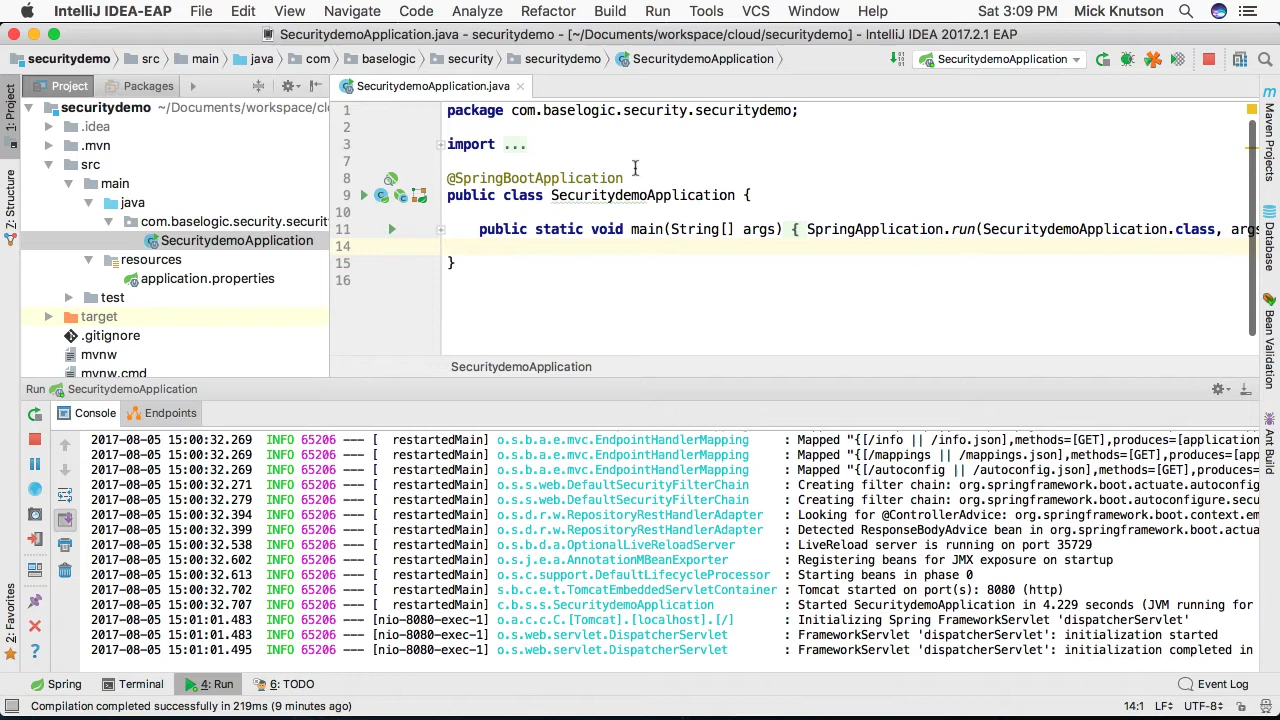 IntelliJ IDEA-EAP File Edit View Navigate Code Analyze Refactor Build Run Tools VCS Window Help Sat 3:09 PM Mick Knutson
SecuritydemoApplication.java - securitydemo - [~/Documents/workspace/cloud/securitydemo] - IntelliJ IDEA 2017.2.1 EAP
securitydemo src main java com baselogic security securitydemo SecuritydemoApplication SecuritydemoApplication
Project Packages SecuritydemoApplication.java
1: Project
Z: Structure
2: Favorites
securitydemo ~/Documents/workspace/cloud/
.idea
.mvn
src
main
java
com.baselogic.security.securit
SecuritydemoApplication
resources
application.properties
test
target
.gitignore
mvnw
mvnw.cmd
1 package com.baselogic.security.securitydemo;
2
3 import ...
7
8 @SpringBootApplication
9 public class SecuritydemoApplication {
10
11 public static void main(String[] args) { SpringApplication.run(SecuritydemoApplication.class, args
14
15 }
16
SecuritydemoApplication
Maven Projects
Database
Bean Validation
Ant Build
Run SecuritydemoApplication
Console Endpoints
2017-08-05 15:00:32.269 INFO 65206 --- [ restartedMain] o.s.b.a.e.mvc.EndpointHandlerMapping : Mapped "{[/info || /info.json],methods=[GET],produces=[application
2017-08-05 15:00:32.269 INFO 65206 --- [ restartedMain] o.s.b.a.e.mvc.EndpointHandlerMapping : Mapped "{[/mappings || /mappings.json],methods=[GET],produces=[appl
2017-08-05 15:00:32.269 INFO 65206 --- [ restartedMain] o.s.b.a.e.mvc.EndpointHandlerMapping : Mapped "{[/autoconfig || /autoconfig.json],methods=[GET],produces=[
2017-08-05 15:00:32.271 INFO 65206 --- [ restartedMain] o.s.s.web.DefaultSecurityFilterChain : Creating filter chain: org.springframework.boot.actuate.autoconfig
2017-08-05 15:00:32.279 INFO 65206 --- [ restartedMain] o.s.s.web.DefaultSecurityFilterChain : Creating filter chain: org.springframework.boot.autoconfigure.secu
2017-08-05 15:00:32.394 INFO 65206 --- [ restartedMain] o.s.d.r.w.RepositoryRestHandlerAdapter : Looking for @ControllerAdvice: org.springframework.boot.context.em
2017-08-05 15:00:32.399 INFO 65206 --- [ restartedMain] o.s.d.r.w.RepositoryRestHandlerAdapter : Detected ResponseBodyAdvice bean in org.springframework.boot.actua
2017-08-05 15:00:32.538 INFO 65206 --- [ restartedMain] o.s.b.d.a.OptionalLiveReloadServer : LiveReload server is running on port 35729
2017-08-05 15:00:32.602 INFO 65206 --- [ restartedMain] o.s.j.e.a.AnnotationMBeanExporter : Registering beans for JMX exposure on startup
2017-08-05 15:00:32.613 INFO 65206 --- [ restartedMain] o.s.c.support.DefaultLifecycleProcessor : Starting beans in phase 0
2017-08-05 15:00:32.702 INFO 65206 --- [ restartedMain] s.b.c.e.t.TomcatEmbeddedServletContainer : Tomcat started on port(s): 8080 (http)
2017-08-05 15:00:32.707 INFO 65206 --- [ restartedMain] c.b.s.s.SecuritydemoApplication : Started SecuritydemoApplication in 4.229 seconds (JVM running for
2017-08-05 15:01:01.483 INFO 65206 --- [nio-8080-exec-1] o.a.c.c.C.[Tomcat].[localhost].[/] : Initializing Spring FrameworkServlet 'dispatcherServlet'
2017-08-05 15:01:01.483 INFO 65206 --- [nio-8080-exec-1] o.s.web.servlet.DispatcherServlet : FrameworkServlet 'dispatcherServlet': initialization started
2017-08-05 15:01:01.495 INFO 65206 --- [nio-8080-exec-1] o.s.web.servlet.DispatcherServlet : FrameworkServlet 'dispatcherServlet': initialization completed in
Spring Terminal 4: Run 6: TODO Event Log
Compilation completed successfully in 219ms (9 minutes ago) 14:1 LF UTF-8